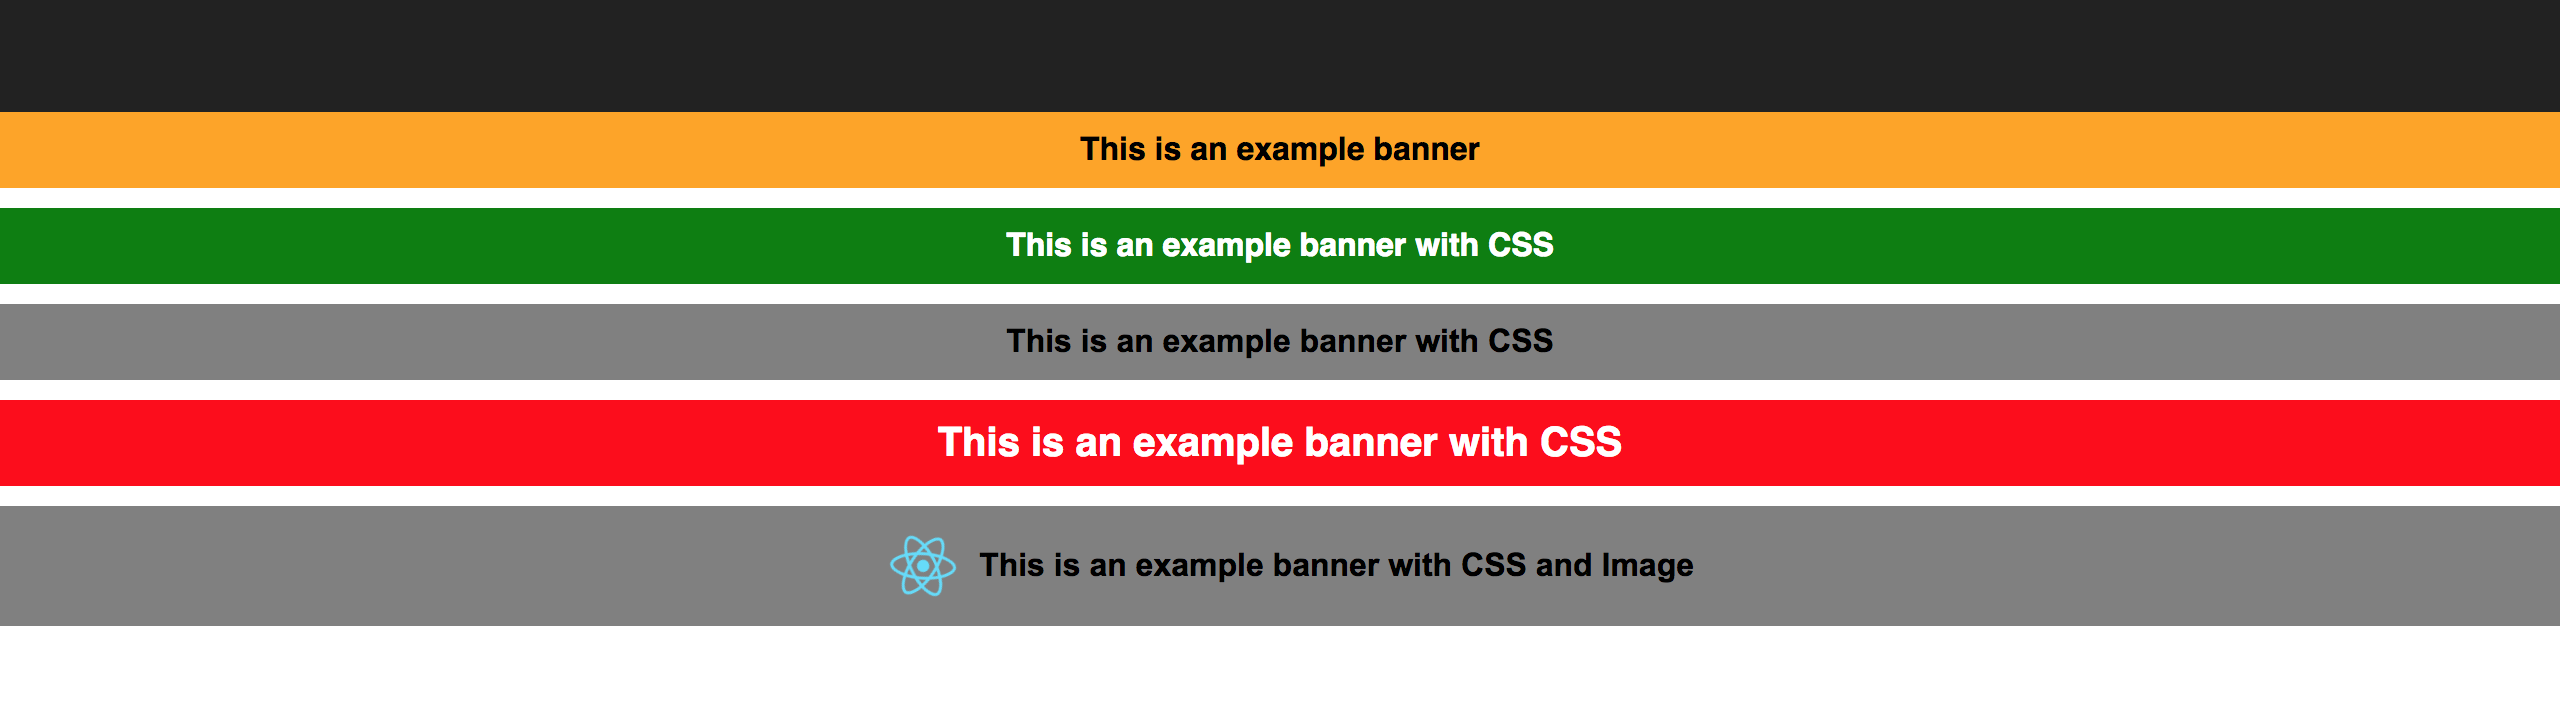 This is an example banner
This is an example banner with CSS
This is an example banner with CSS
This is an example banner with CSS
This is an example banner with CSS and Image